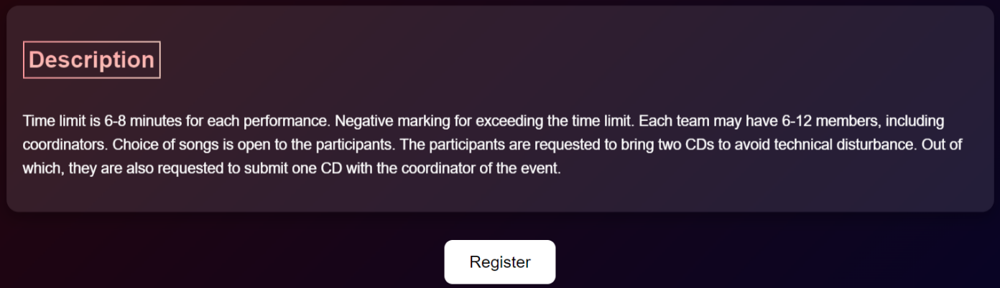 Description
Time limit is 6-8 minutes for each performance. Negative marking for exceeding the time limit. Each team may have 6-12 members, including
coordinators. Choice of songs is open to the participants. The participants are requested to bring two CDs to avoid technical disturbance. Out of
which, they are also requested to submit one CD with the coordinator of the event.
Register